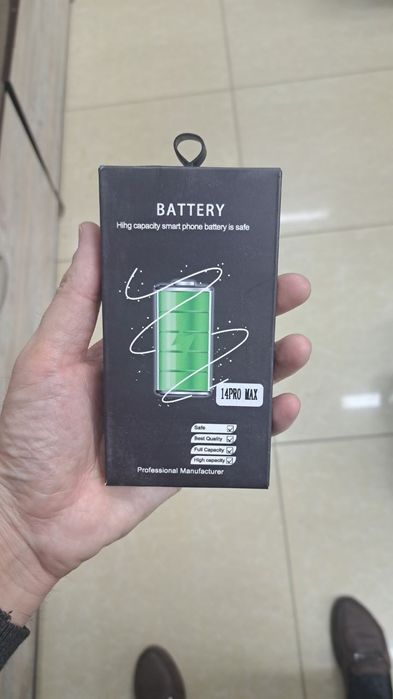 BATTERY
Hihg capacity smart phone battery is safe
14PRO MAX
Safe
Best Quality
Full Capacity
High capacity
Professional Manufacturer